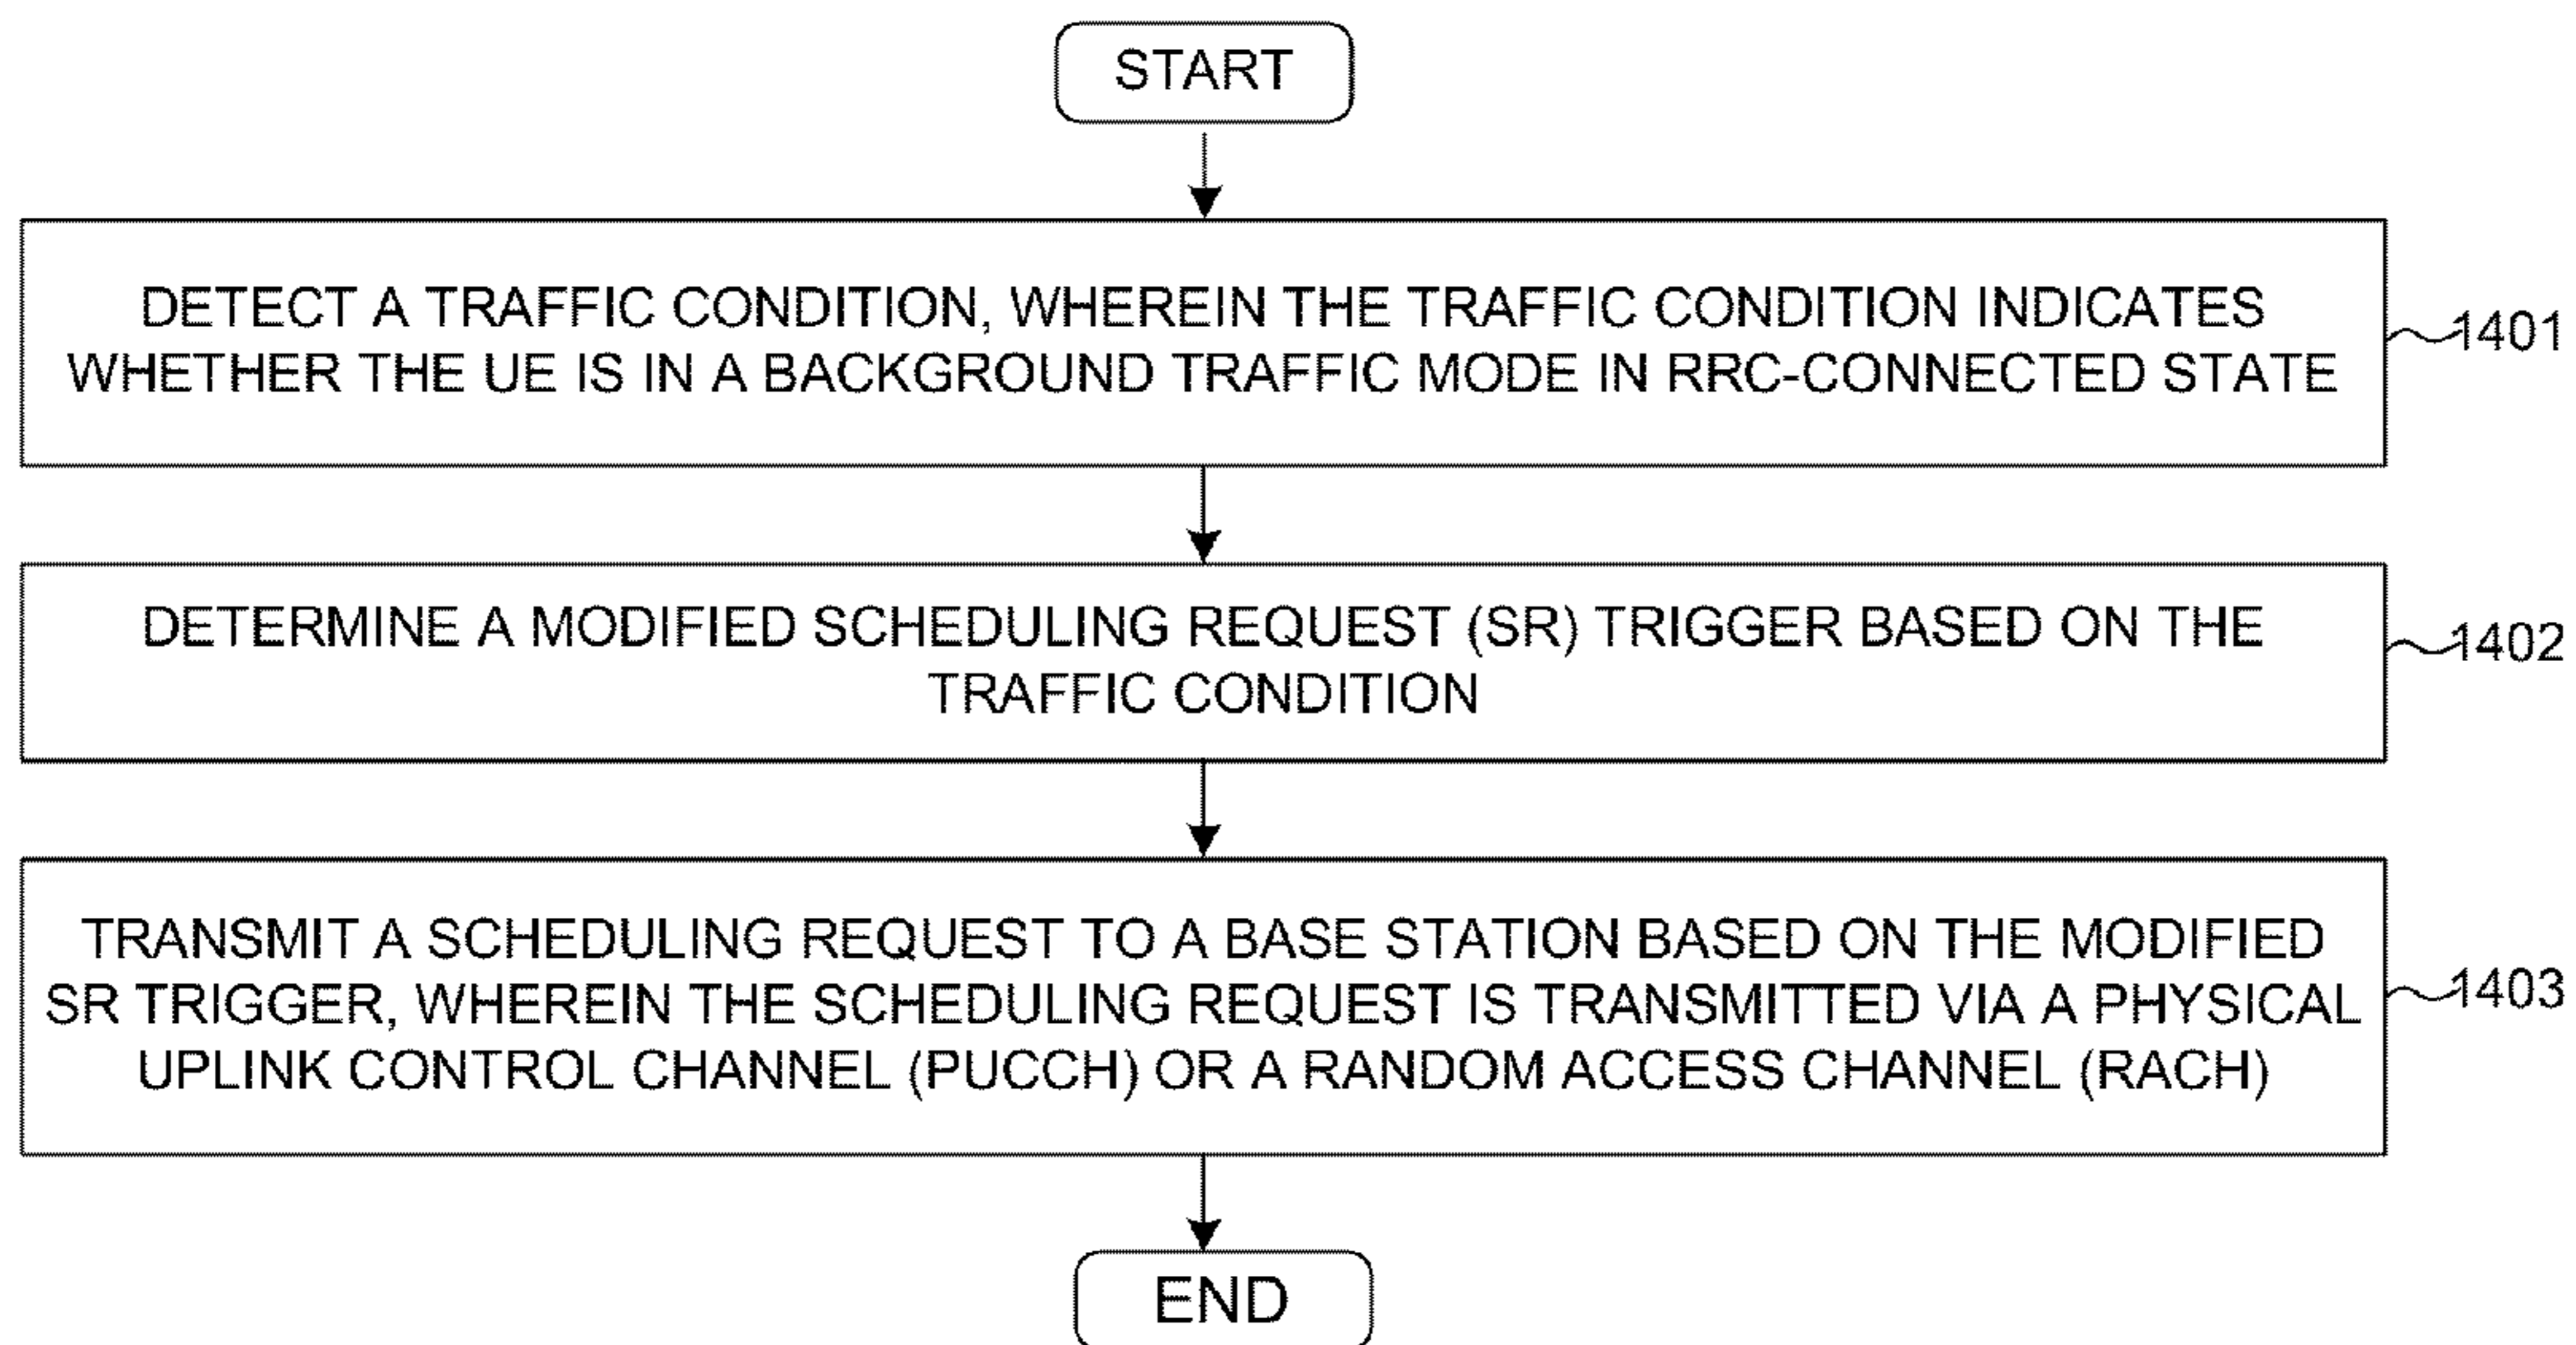 START
DETECT A TRAFFIC CONDITION, WHEREIN THE TRAFFIC CONDITION INDICATES
WHETHER THE UE IS IN A BACKGROUND TRAFFIC MODE IN RRC-CONNECTED STATE
1401
DETERMINE A MODIFIED SCHEDULING REQUEST (SR) TRIGGER BASED ON THE
TRAFFIC CONDITION
1402
TRANSMIT A SCHEDULING REQUEST TO A BASE STATION BASED ON THE MODIFIED
SR TRIGGER, WHEREIN THE SCHEDULING REQUEST IS TRANSMITTED VIA A PHYSICAL
UPLINK CONTROL CHANNEL (PUCCH) OR A RANDOM ACCESS CHANNEL (RACH)
1403
END